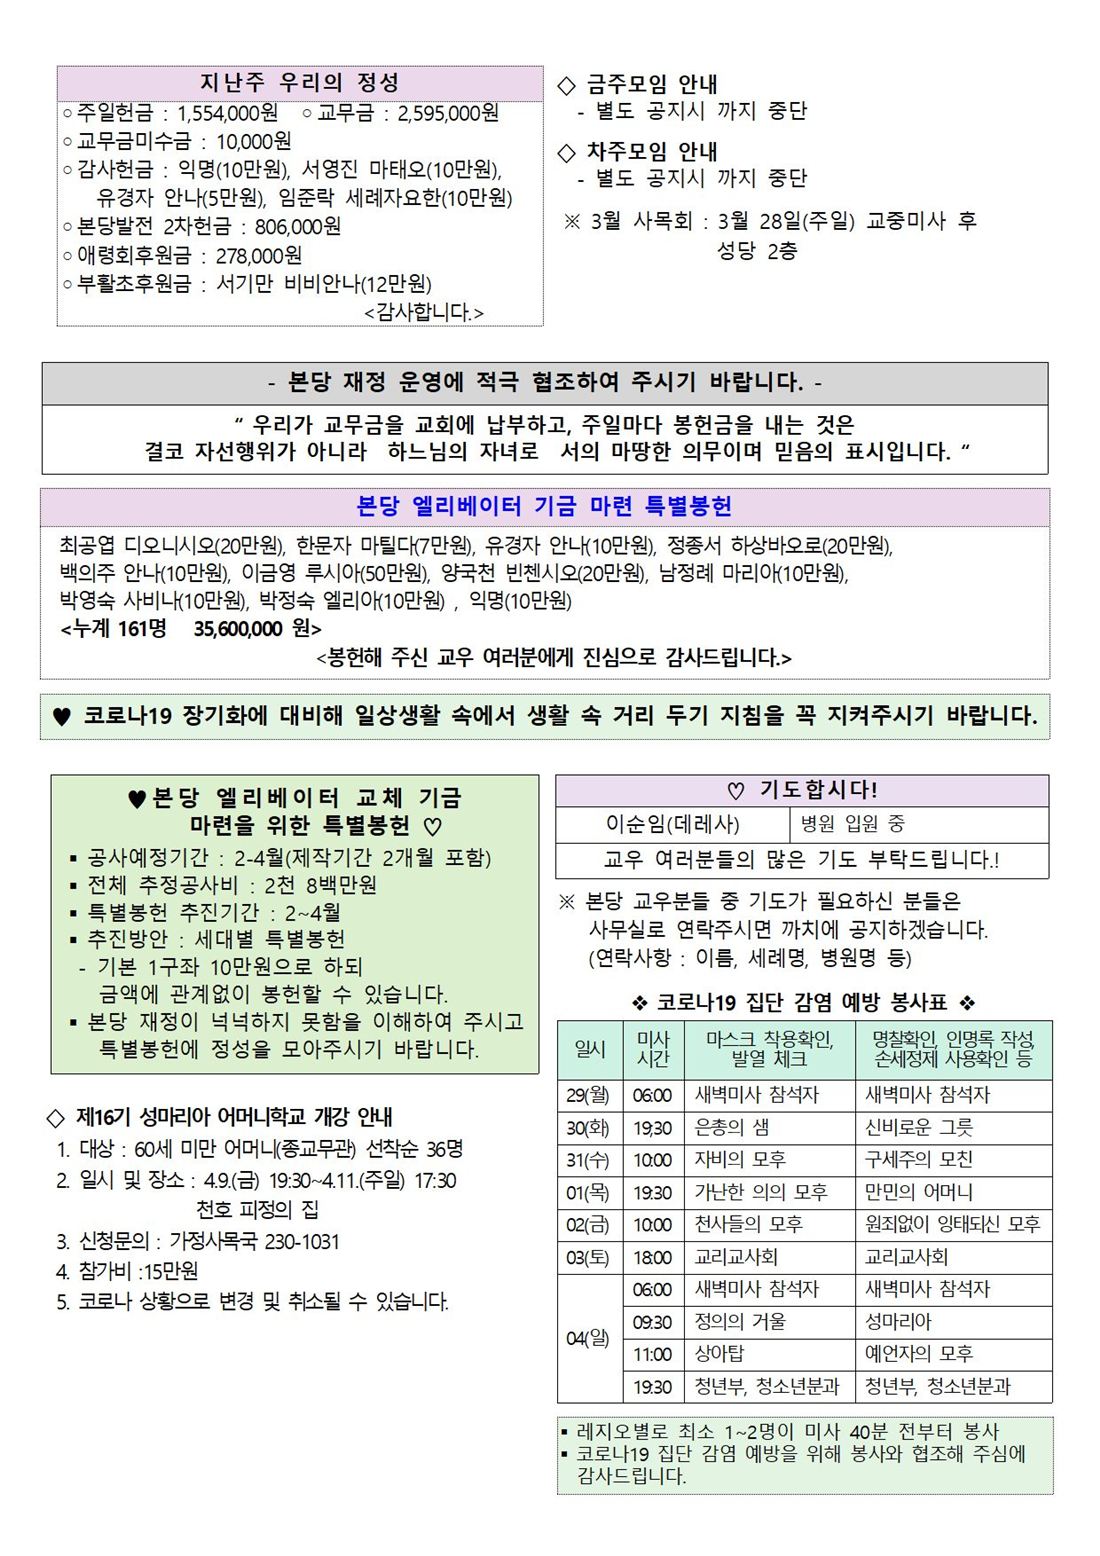 지난주 우리의 정성
○ 주일헌금 : 1,554,000원 ○ 교무금 : 2,595,000원
○ 교무금미수금 : 10,000원
○ 감사헌금 : 익명(10만원), 서영진 마태오(10만원),
유경자 안나(5만원), 임준락 세례자요한(10만원)
○ 본당발전 2차헌금 : 806,000원
○ 애령회후원금 : 278,000원
○ 부활초후원금 : 서기만 비비안나(12만원)
<감사합니다.>
◇ 금주모임 안내
- 별도 공지시 까지 중단
◇ 차주모임 안내
- 별도 공지시 까지 중단
※ 3월 사목회 : 3월 28일(주일) 교중미사 후
성당 2층
- 본당 재정 운영에 적극 협조하여 주시기 바랍니다. -
“ 우리가 교무금을 교회에 납부하고, 주일마다 봉헌금을 내는 것은
결코 자선행위가 아니라 하느님의 자녀로 서의 마땅한 의무이며 믿음의 표시입니다. “
본당 엘리베이터 기금 마련 특별봉헌
최공엽 디오니시오(20만원), 한문자 마틸다(7만원), 유경자 안나(10만원), 정종서 하상바오로(20만원),
백의주 안나(10만원), 이금영 루시아(50만원), 양국천 빈첸시오(20만원), 남정례 마리아(10만원),
박영숙 사비나(10만원), 박정숙 엘리아(10만원) , 익명(10만원)
<누계 161명 35,600,000 원>
<봉헌해 주신 교우 여러분에게 진심으로 감사드립니다.>
♥ 코로나19 장기화에 대비해 일상생활 속에서 생활 속 거리 두기 지침을 꼭 지켜주시기 바랍니다.
♥본당 엘리베이터 교체 기금
마련을 위한 특별봉헌 ♡
▪ 공사예정기간 : 2-4월(제작기간 2개월 포함)
▪ 전체 추정공사비 : 2천 8백만원
▪ 특별봉헌 추진기간 : 2~4월
▪ 추진방안 : 세대별 특별봉헌
- 기본 1구좌 10만원으로 하되
금액에 관계없이 봉헌할 수 있습니다.
▪ 본당 재정이 넉넉하지 못함을 이해하여 주시고
특별봉헌에 정성을 모아주시기 바랍니다.
◇ 제16기 성마리아 어머니학교 개강 안내
1. 대상 : 60세 미만 어머니(종교무관) 선착순 36명
2. 일시 및 장소 : 4.9.(금) 19:30~4.11.(주일) 17:30
천호 피정의 집
3. 신청문의 : 가정사목국 230-1031
4. 참가비 :15만원
5. 코로나 상황으로 변경 및 취소될 수 있습니다.
♡ 기도합시다!
이순임(데레사) 병원 입원 중
교우 여러분들의 많은 기도 부탁드립니다.!
※ 본당 교우분들 중 기도가 필요하신 분들은
사무실로 연락주시면 까치에 공지하겠습니다.
(연락사항 : 이름, 세례명, 병원명 등)
❖ 코로나19 집단 감염 예방 봉사표 ❖
일시 미사 시간 마스크 착용확인, 발열 체크 명찰확인, 인명록 작성, 손세정제 사용확인 등
29(월) 06:00 새벽미사 참석자 새벽미사 참석자
30(화) 19:30 은총의 샘 신비로운 그릇
31(수) 10:00 자비의 모후 구세주의 모친
01(목) 19:30 가난한 의의 모후 만민의 어머니
02(금) 10:00 천사들의 모후 원죄없이 잉태되신 모후
03(토) 18:00 교리교사회 교리교사회
04(일) 06:00 새벽미사 참석자 새벽미사 참석자
09:30 정의의 거울 성마리아
11:00 상아탑 예언자의 모후
19:30 청년부, 청소년분과 청년부, 청소년분과
▪ 레지오별로 최소 1~2명이 미사 40분 전부터 봉사
▪ 코로나19 집단 감염 예방을 위해 봉사와 협조해 주심에
감사드립니다.